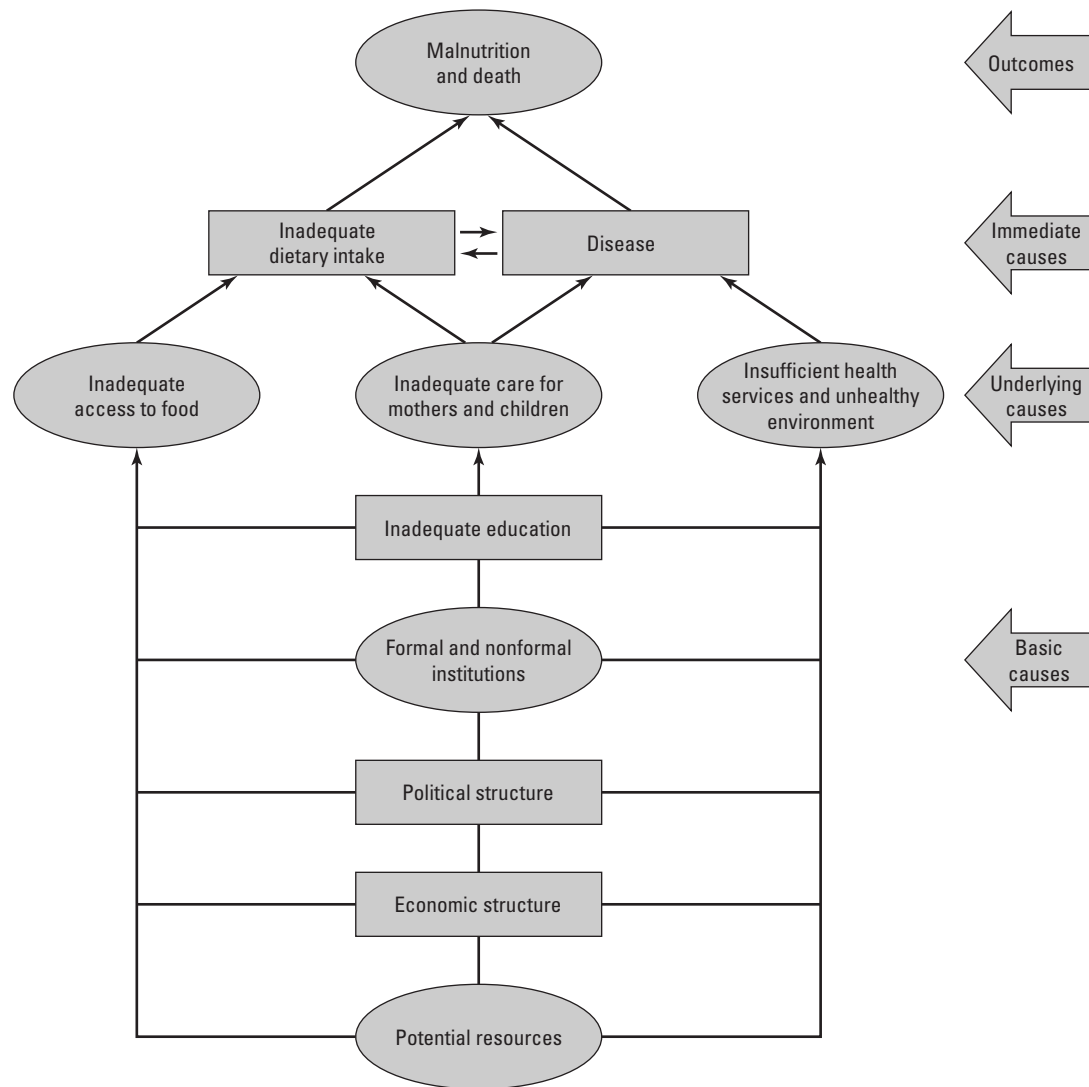 Malnutrition
and death
Outcomes
Inadequate
dietary intake
Disease
Immediate
causes
Inadequate
access to food
Inadequate care for
mothers and children
Insufficient health
services and unhealthy
environment
Underlying
causes
Inadequate education
Formal and nonformal
institutions
Basic
causes
Political structure
Economic structure
Potential resources